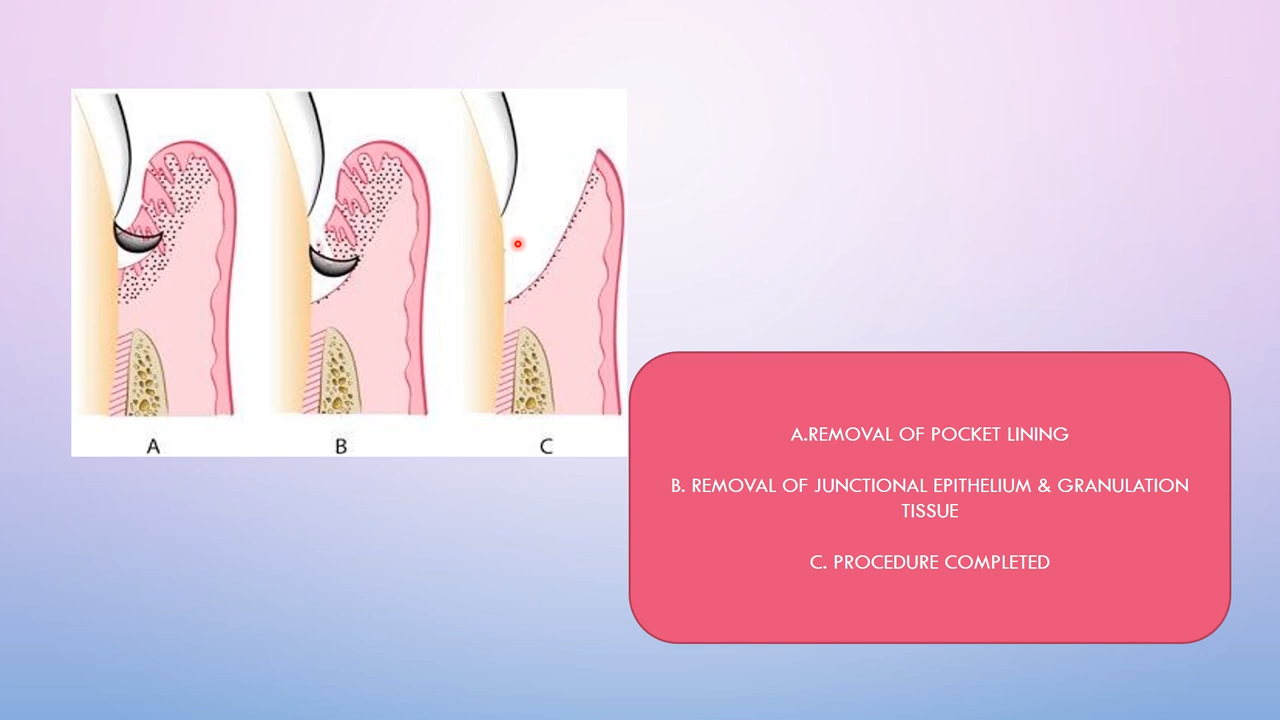 A
B
C
A.REMOVAL OF POCKET LINING
B. REMOVAL OF JUNCTIONAL EPITHELIUM & GRANULATION
TISSUE
C. PROCEDURE COMPLETED